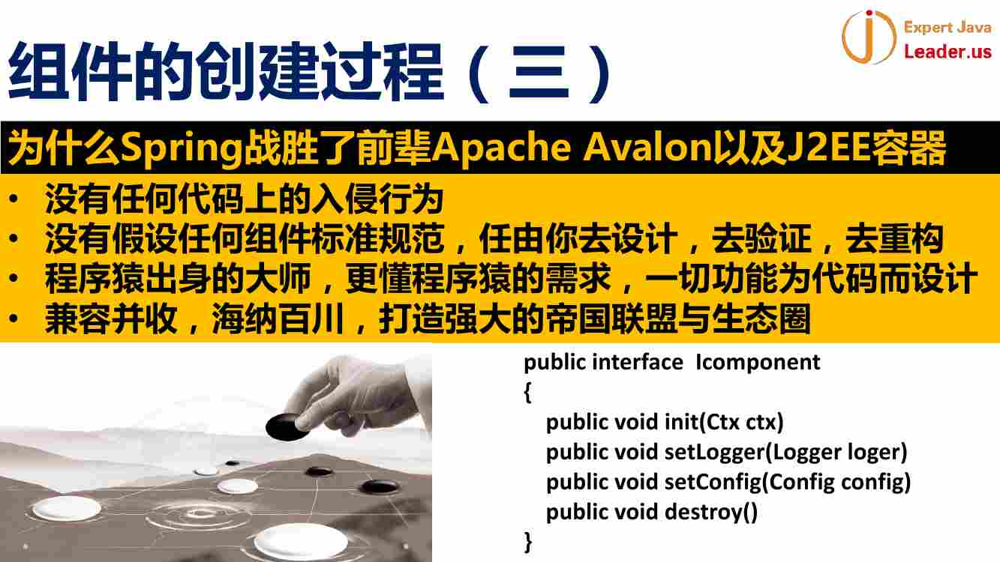 Expert Java
Leader.us
组件的创建过程（三）
为什么Spring战胜了前辈Apache Avalon以及J2EE容器
• 没有任何代码上的入侵行为
• 没有假设任何组件标准规范，任由你去设计，去验证，去重构
• 程序猿出身的大师，更懂程序猿的需求，一切功能为代码而设计
• 兼容并收，海纳百川，打造强大的帝国联盟与生态圈
public interface  Icomponent
{
public void init(Ctx ctx)
public void setLogger(Logger loger)
public void setConfig(Config config)
public void destroy()
}